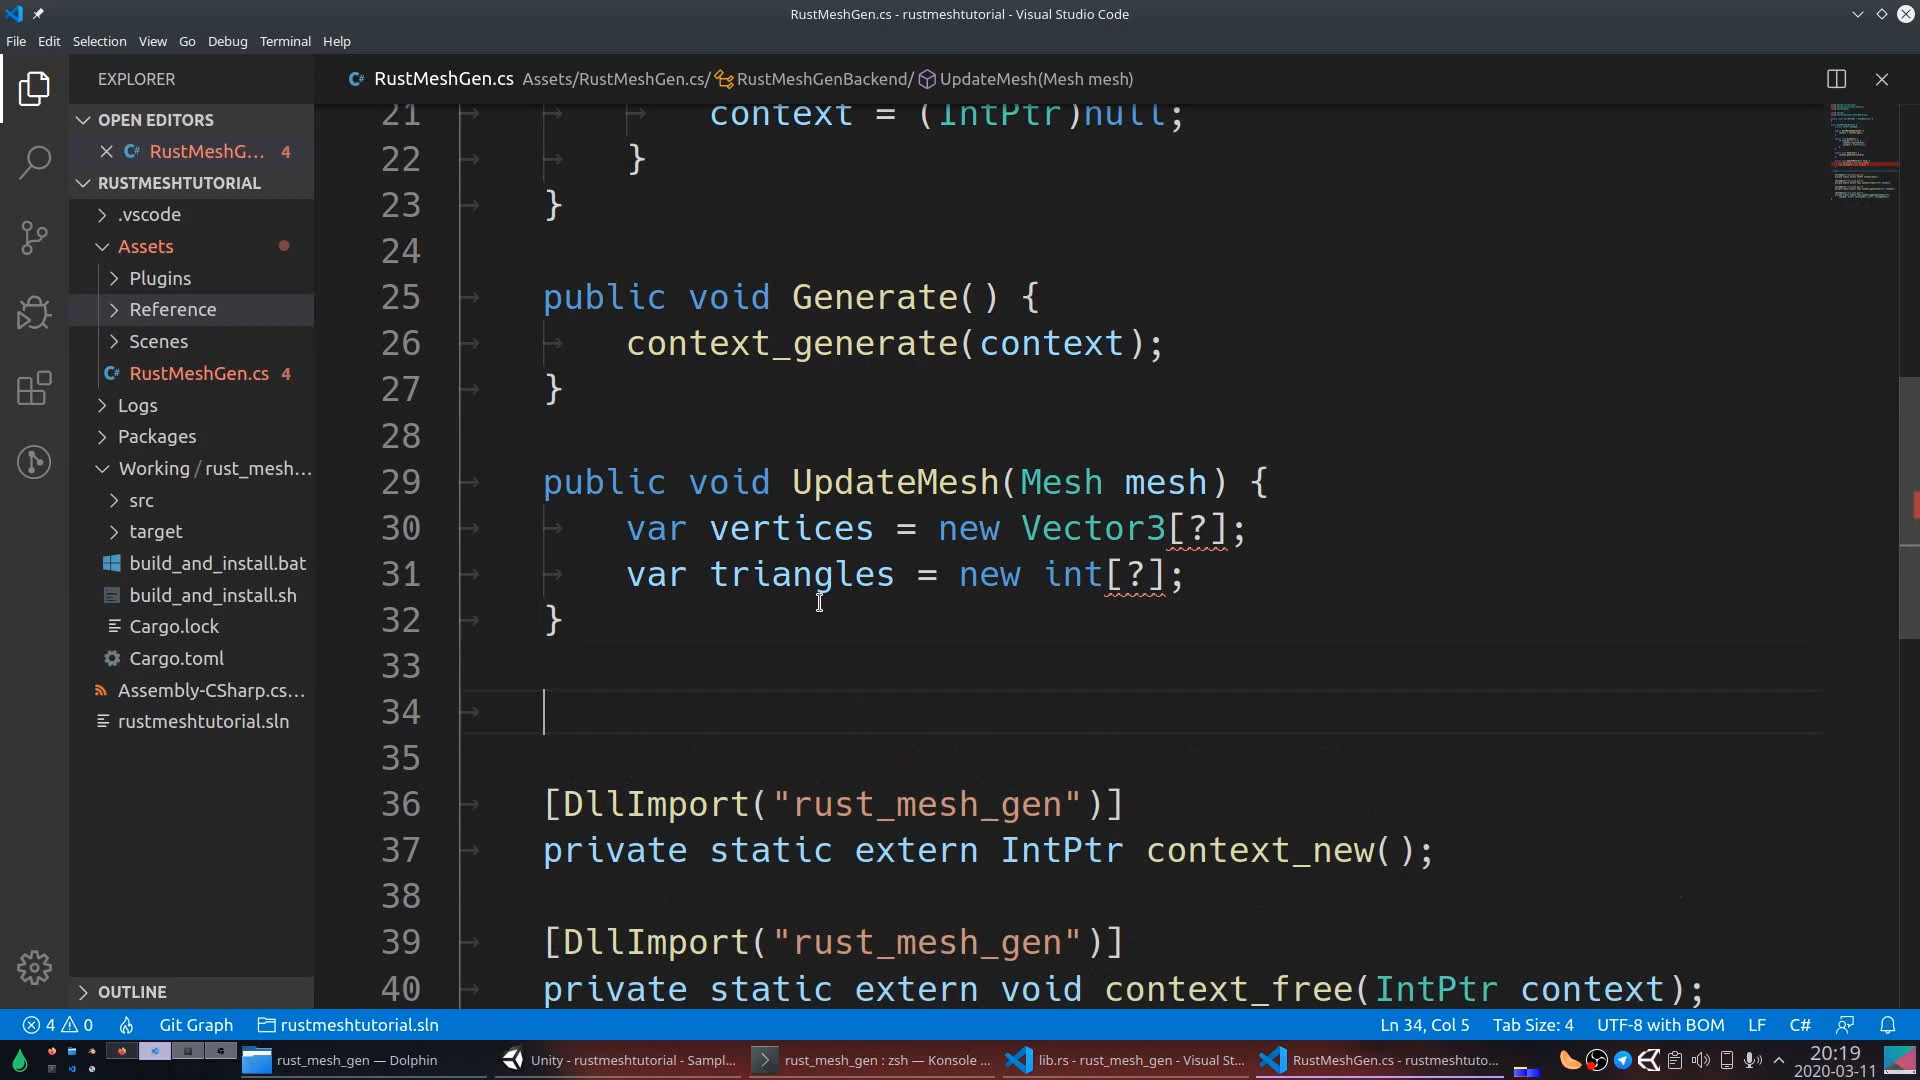 RustMeshGen.cs - rustmeshtutorial - Visual Studio Code
File Edit Selection View Go Debug Terminal Help
EXPLORER
OPEN EDITORS
RustMeshG... 4
RUSTMESHTUTORIAL
.vscode
Assets
Plugins
Reference
Scenes
RustMeshGen.cs 4
Logs
Packages
Working / rust_mesh...
src
target
build_and_install.bat
build_and_install.sh
Cargo.lock
Cargo.toml
Assembly-CSharp.cs...
rustmeshtutorial.sln
OUTLINE
RustMeshGen.cs Assets/RustMeshGen.cs/ RustMeshGenBackend/ UpdateMesh(Mesh mesh)
21 context = (IntPtr)null;
22 }
23 }
24
25 public void Generate() {
26 context_generate(context);
27 }
28
29 public void UpdateMesh(Mesh mesh) {
30 var vertices = new Vector3[?];
31 var triangles = new int[?];
32 }
33
34
35
36 [DllImport("rust_mesh_gen")]
37 private static extern IntPtr context_new();
38
39 [DllImport("rust_mesh_gen")]
40 private static extern void context_free(IntPtr context);
4 0 Git Graph rustmeshtutorial.sln Ln 34, Col 5 Tab Size: 4 UTF-8 with BOM LF C#
rust_mesh_gen — Dolphin Unity - rustmeshtutorial - Sampl... rust_mesh_gen : zsh — Konsole ... lib.rs - rust_mesh_gen - Visual St... RustMeshGen.cs - rustmeshtuto... 20:19
2020-03-11